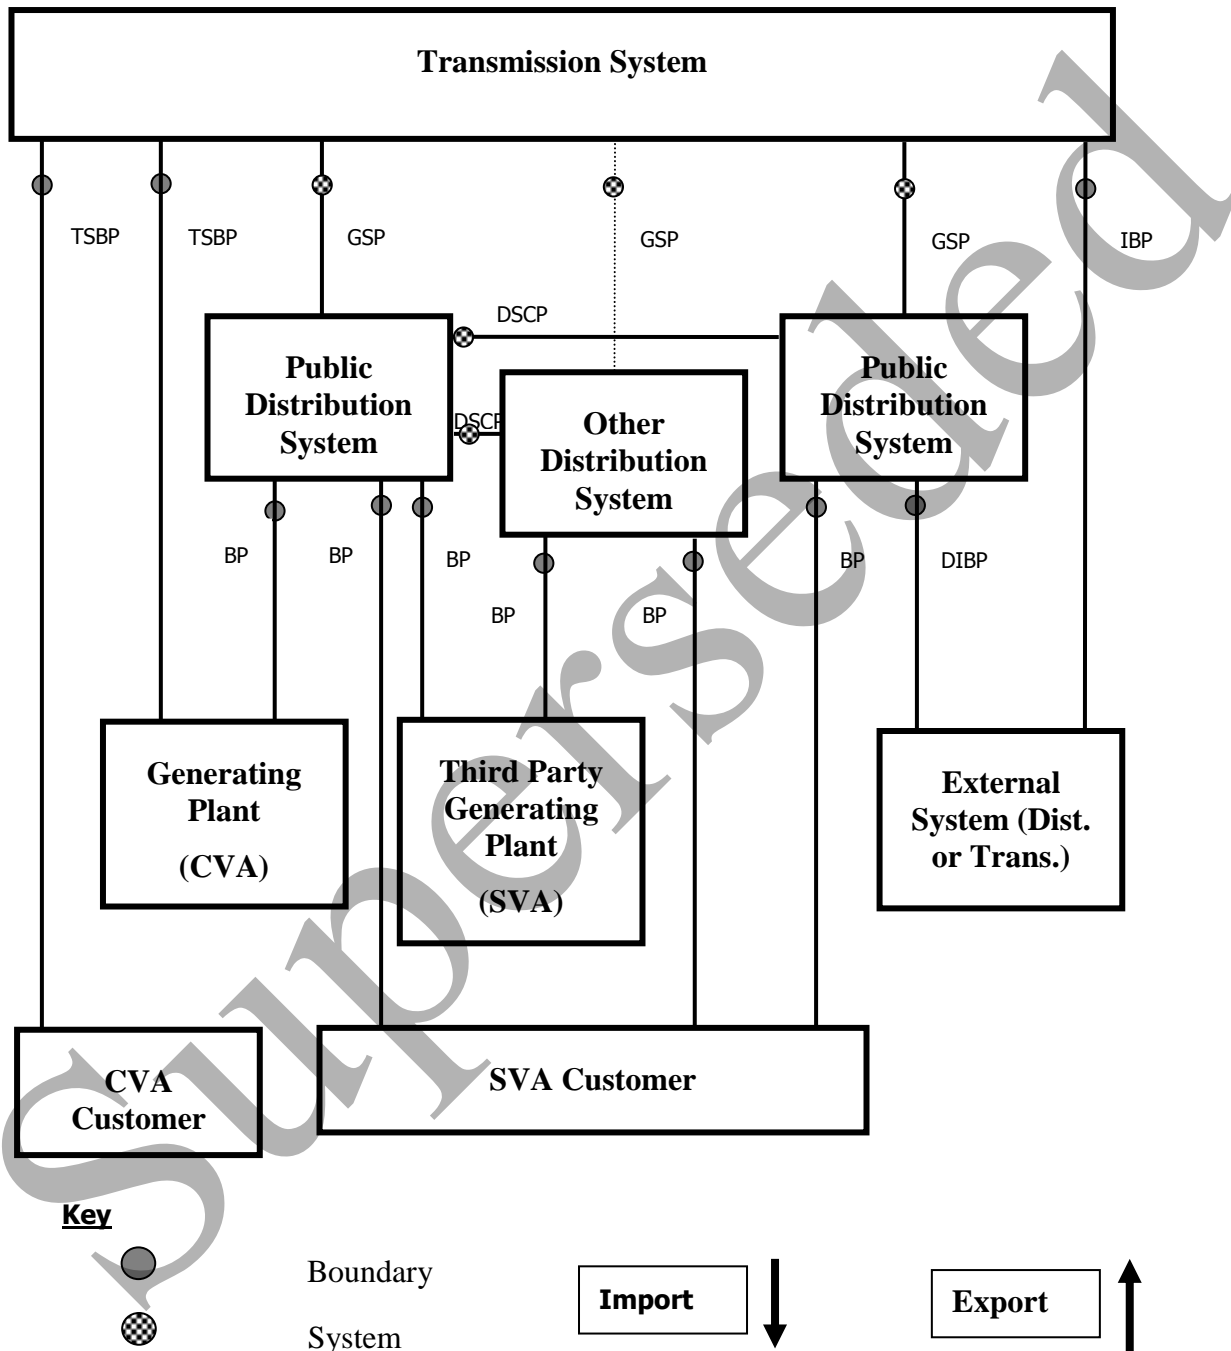 Transmission System
TSBP
TSBP
GSP
GSP
GSP
IBP
DSCP
Public
Distribution
System
DSCP
Other
Distribution
System
Public
Distribution
System
BP
BP
BP
BP
BP
BP
DIBP
Generating
Plant
(CVA)
Third Party
Generating
Plant
(SVA)
External
System (Dist.
or Trans.)
CVA
Customer
SVA Customer
Key
Boundary
System
Import
Export
Superseded